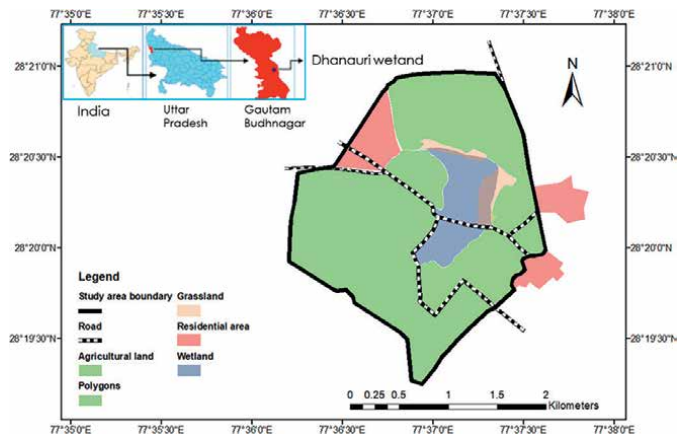 77°35'0"E 77°35'30"E 77°36'0"E 77°36'30"E 77°37'0"E 77°37'30"E 77°38'0"E
28°21'0"N
28°20'30"N
28°20'0"N
28°19'30"N
28°21'0"N
28°20'30"N
28°20'0"N
28°19'30"N
Dhanauri wetand
India
Uttar
Pradesh
Gautam
Budhnagar
N
Legend
Study area boundary
Road
Agricultural land
Polygons
Grassland
Residential area
Wetland
0 0.25 0.5 1 1.5 2
Kilometers
77°35'0"E 77°35'30"E 77°36'0"E 77°36'30"E 77°37'0"E 77°37'30"E 77°38'0"E